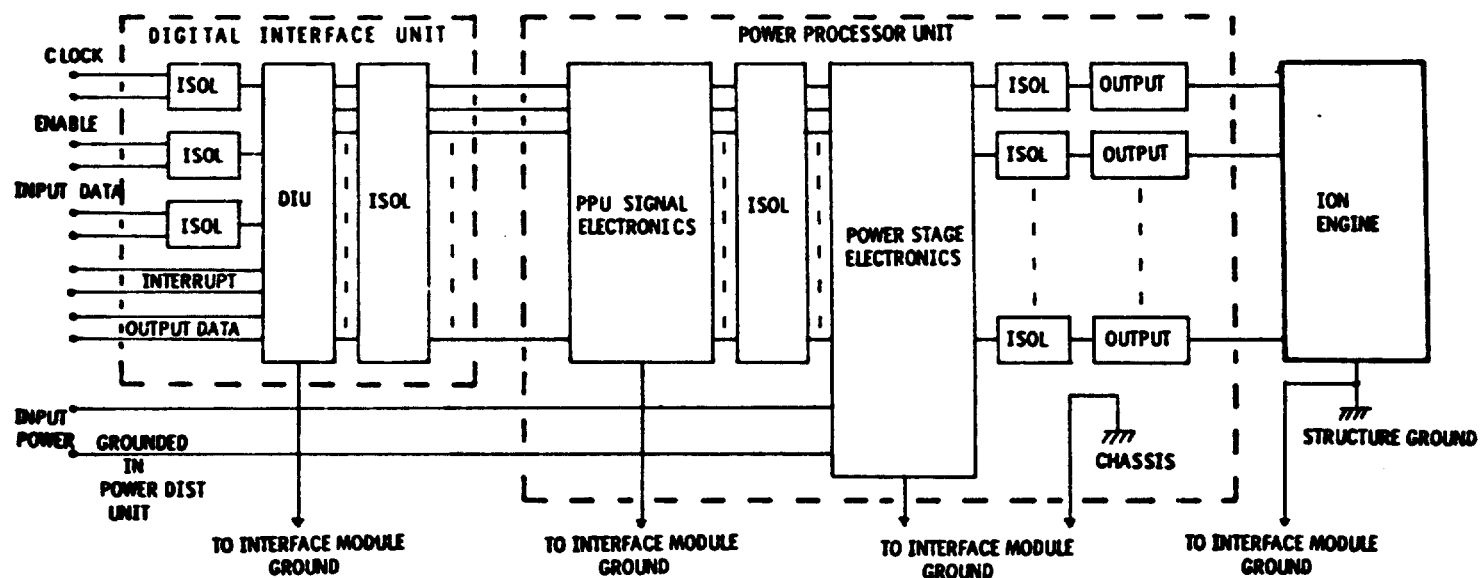 DIGITAL INTERFACE UNIT
POWER PROCESSOR UNIT
CLOCK
ISOL
ENABLE
ISOL
INPUT DATA
ISOL
INTERRUPT
OUTPUT DATA
DIU
ISOL
PPU SIGNAL
ELECTRONICS
ISOL
POWER STAGE
ELECTRONICS
ISOL
OUTPUT
ISOL
OUTPUT
ISOL
OUTPUT
ION
ENGINE
INPUT
POWER
GROUNDED
IN
POWER DIST
UNIT
CHASSIS
STRUCTURE GROUND
TO INTERFACE MODULE
GROUND
TO INTERFACE MODULE
GROUND
TO INTERFACE MODULE
GROUND
TO INTERFACE MODULE
GROUND